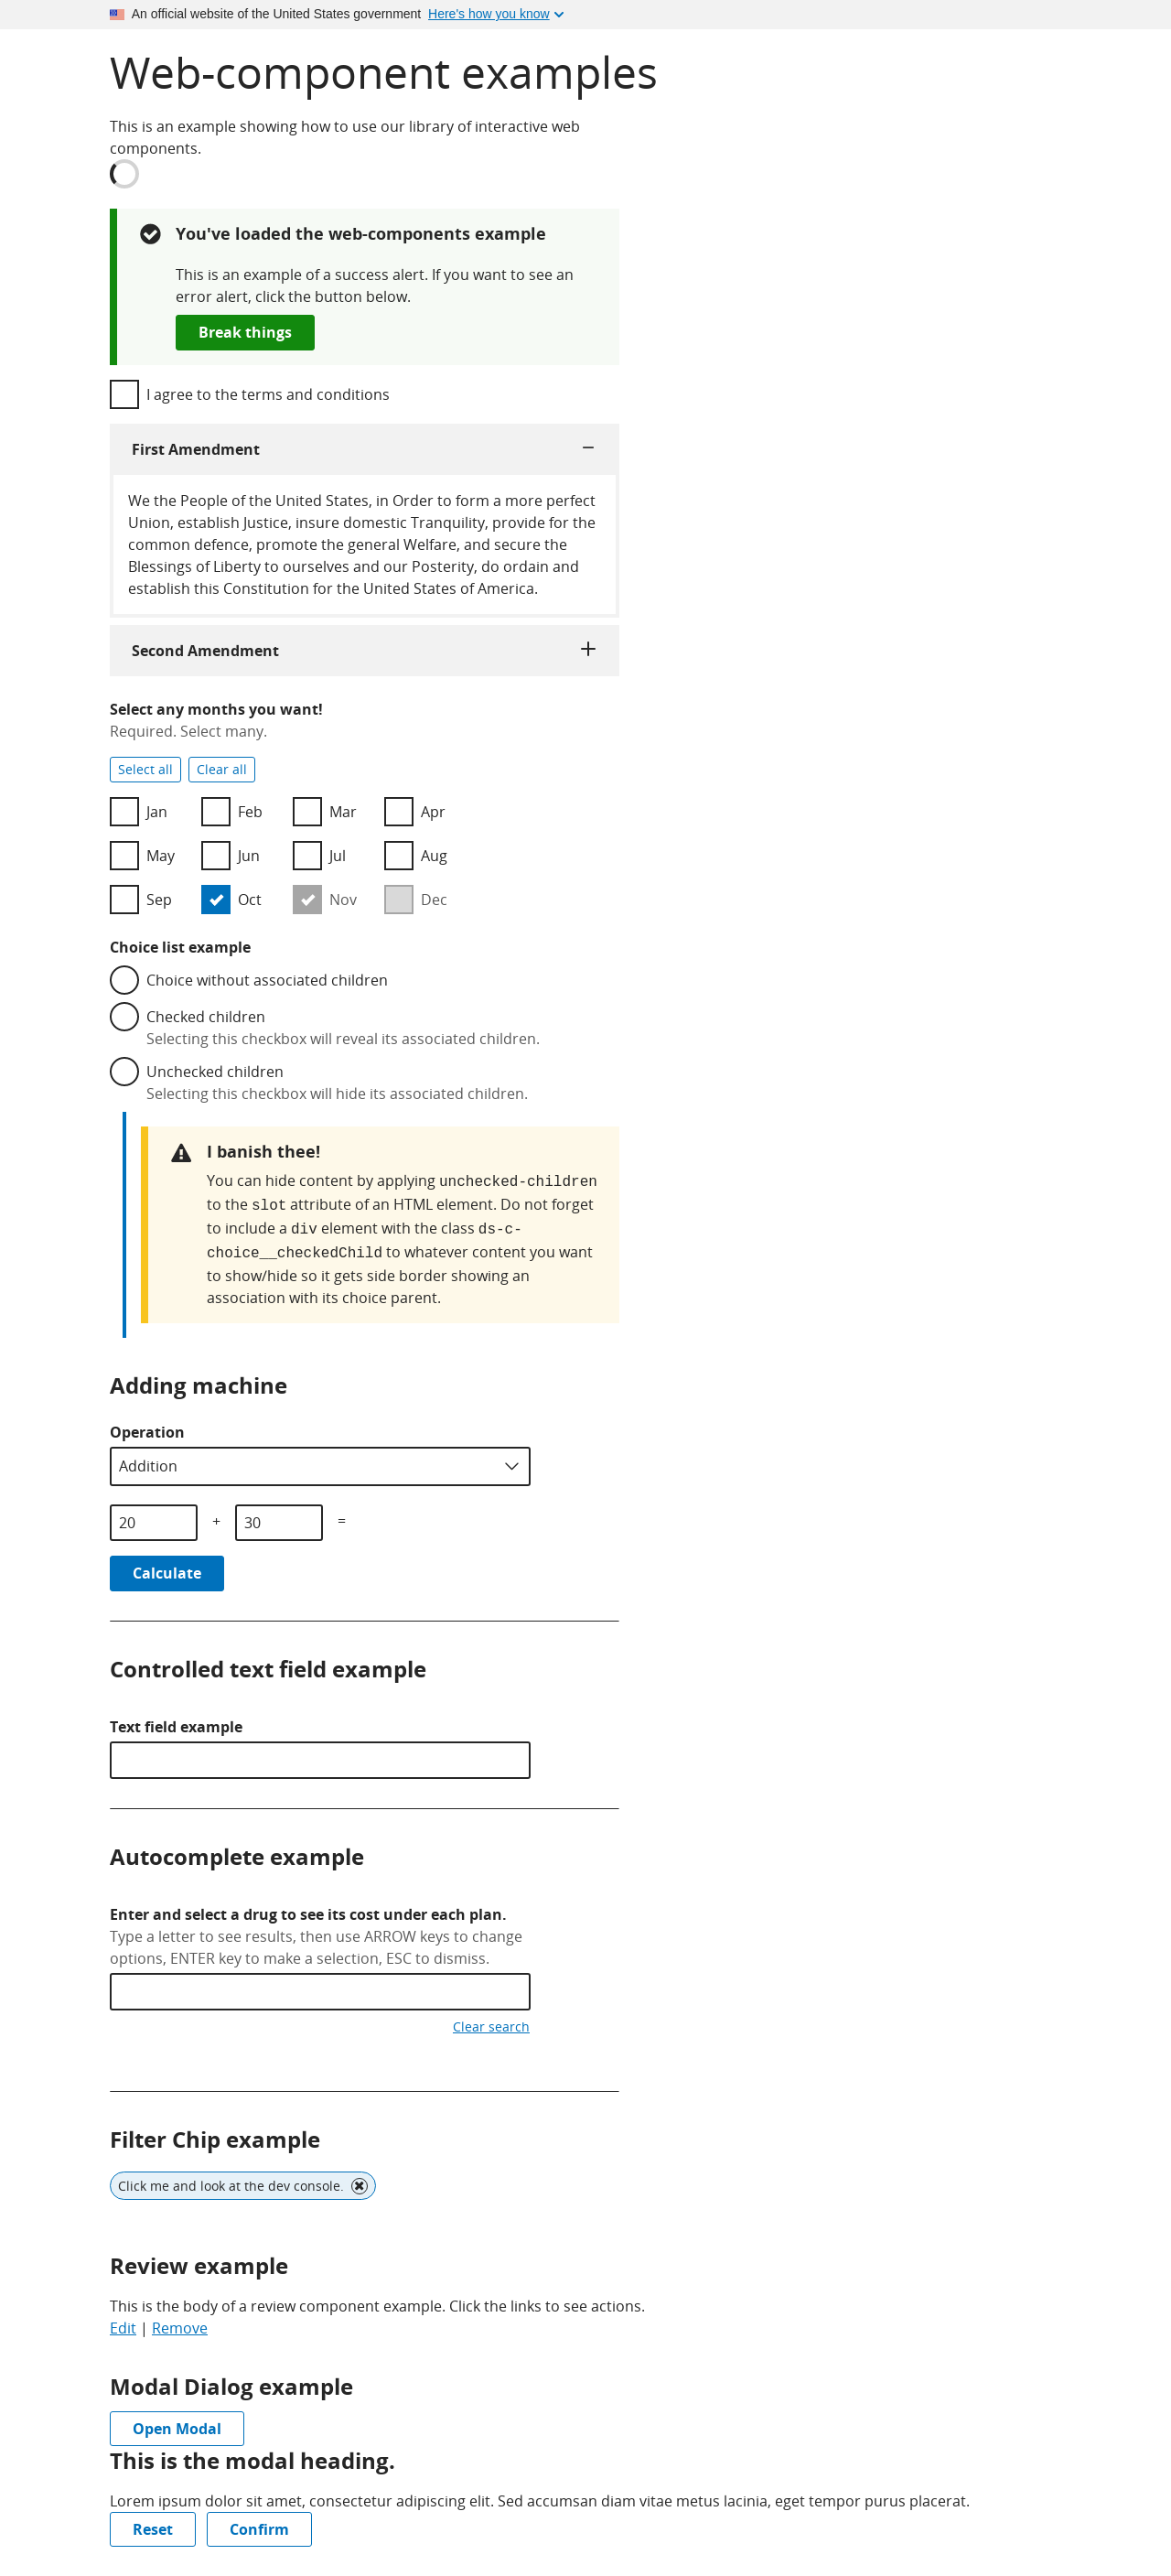 An official website of the United States government Here's how you know
Web-component examples
This is an example showing how to use our library of interactive web
components.
You've loaded the web-components example
This is an example of a success alert. If you want to see an
error alert, click the button below.
Break things
I agree to the terms and conditions
First Amendment
We the People of the United States, in Order to form a more perfect
Union, establish Justice, insure domestic Tranquility, provide for the
common defence, promote the general Welfare, and secure the
Blessings of Liberty to ourselves and our Posterity, do ordain and
establish this Constitution for the United States of America.
Second Amendment
Select any months you want!
Required. Select many.
Select all Clear all
Jan Feb Mar Apr
May Jun Jul Aug
Sep Oct Nov Dec
Choice list example
Choice without associated children
Checked children
Selecting this checkbox will reveal its associated children.
Unchecked children
Selecting this checkbox will hide its associated children.
I banish thee!
You can hide content by applying unchecked-children
to the slot attribute of an HTML element. Do not forget
to include a div element with the class ds-c-
choice__checkedChild to whatever content you want
to show/hide so it gets side border showing an
association with its choice parent.
Adding machine
Operation
Addition
20 + 30 =
Calculate
Controlled text field example
Text field example
Autocomplete example
Enter and select a drug to see its cost under each plan.
Type a letter to see results, then use ARROW keys to change
options, ENTER key to make a selection, ESC to dismiss.
Clear search
Filter Chip example
Click me and look at the dev console.
Review example
This is the body of a review component example. Click the links to see actions.
Edit | Remove
Modal Dialog example
Open Modal
This is the modal heading.
Lorem ipsum dolor sit amet, consectetur adipiscing elit. Sed accumsan diam vitae metus lacinia, eget tempor purus placerat.
Reset Confirm